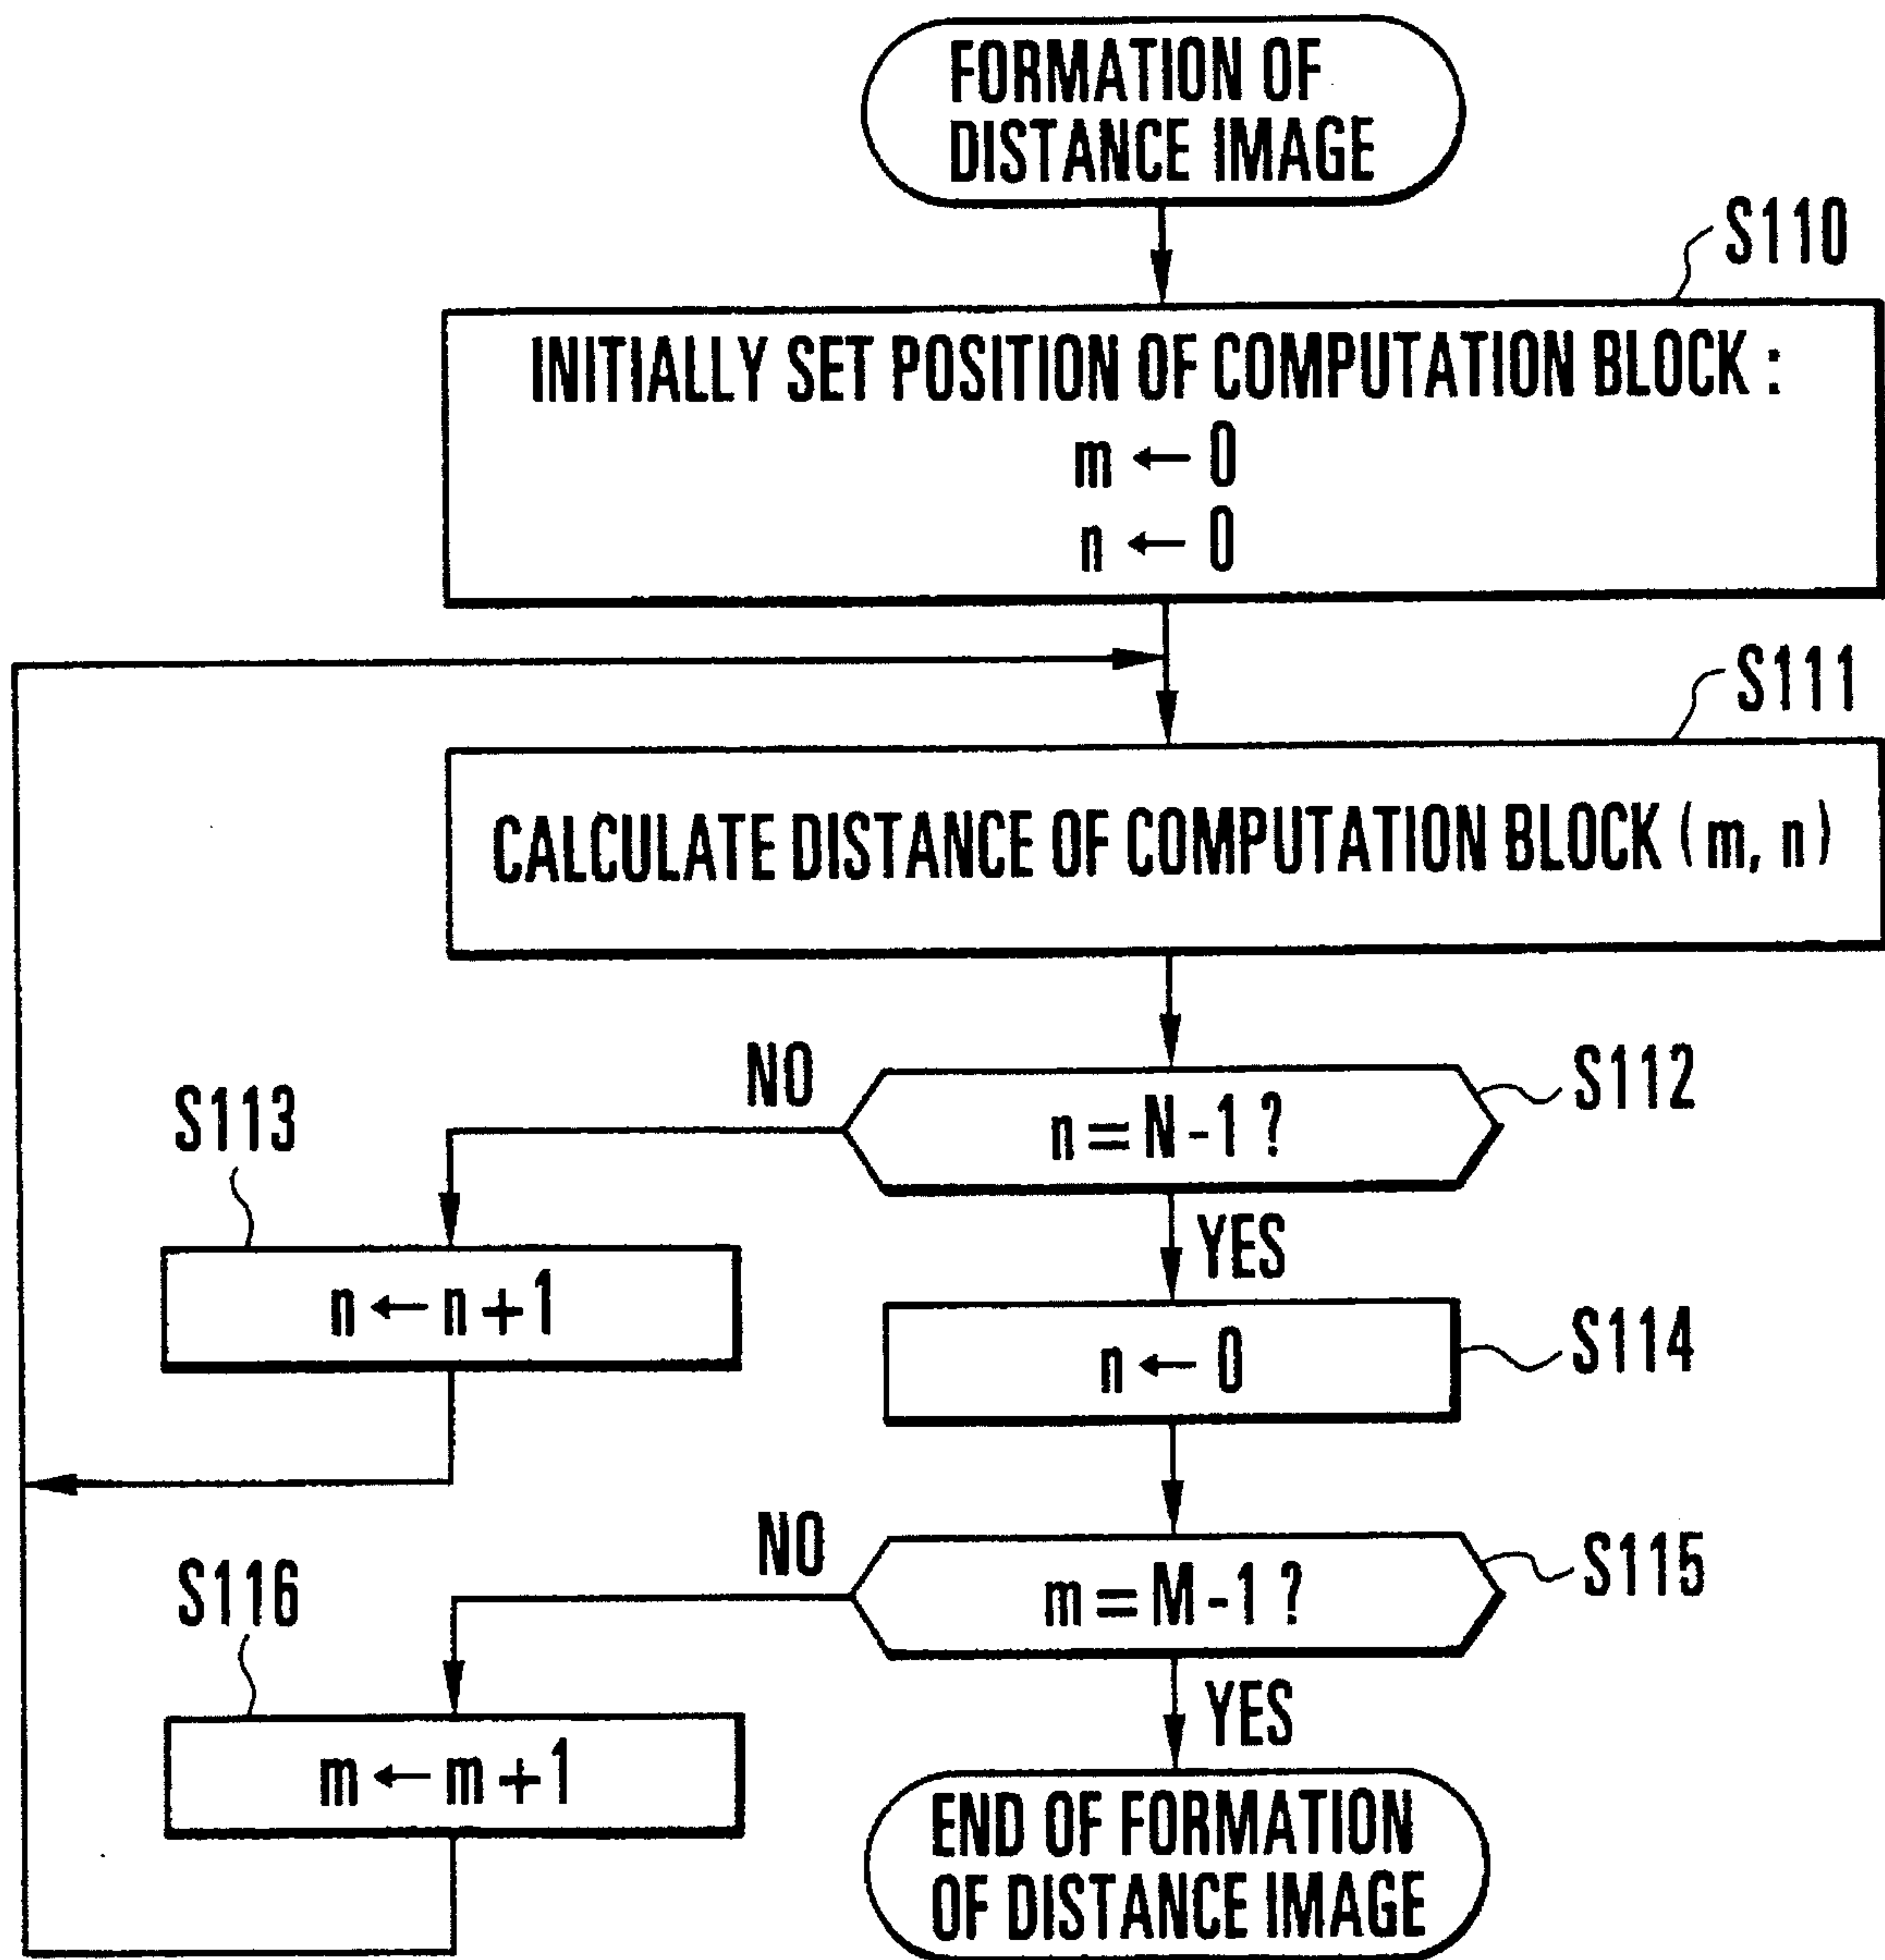 FORMATION OF
DISTANCE IMAGE
S110
INITIALLY SET POSITION OF COMPUTATION BLOCK :
m ← 0
n ← 0
S111
CALCULATE DISTANCE OF COMPUTATION BLOCK ( m, n )
NO
S112
S113
n = N - 1 ?
YES
n ← n + 1
S114
n ← 0
NO
S115
S116
m = M - 1 ?
YES
m ← m + 1
END OF FORMATION
OF DISTANCE IMAGE